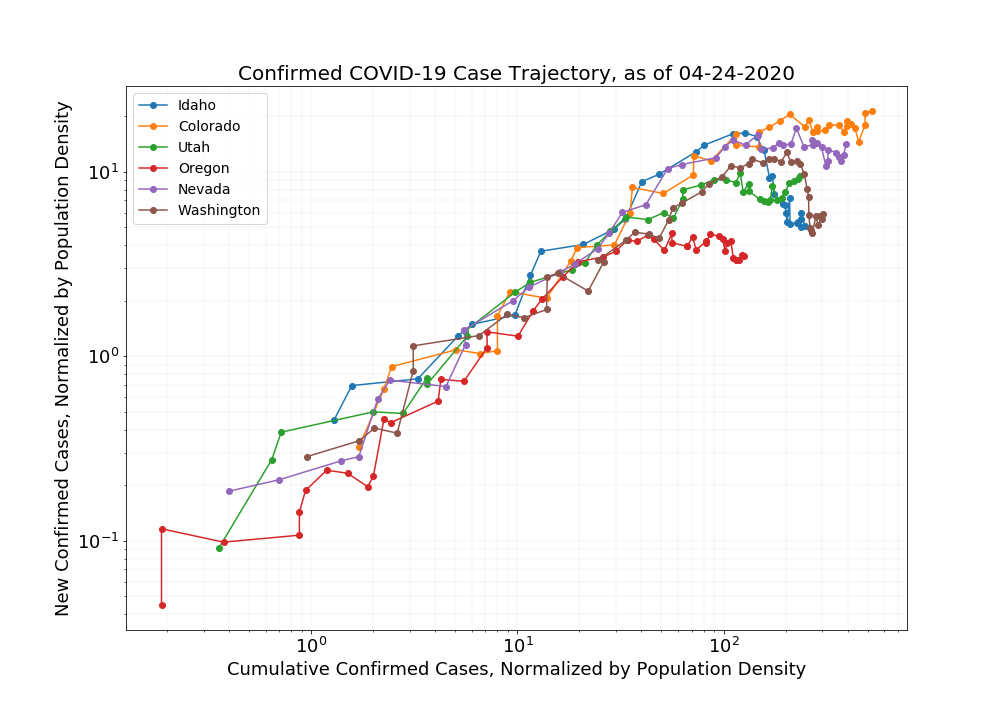 Confirmed COVID-19 Case Trajectory, as of 04-24-2020
New Confirmed Cases, Normalized by Population Density
Idaho
Colorado
Utah
Oregon
Nevada
Washington
10¹
10⁰
10⁻¹
10⁰ 10¹ 10²
Cumulative Confirmed Cases, Normalized by Population Density